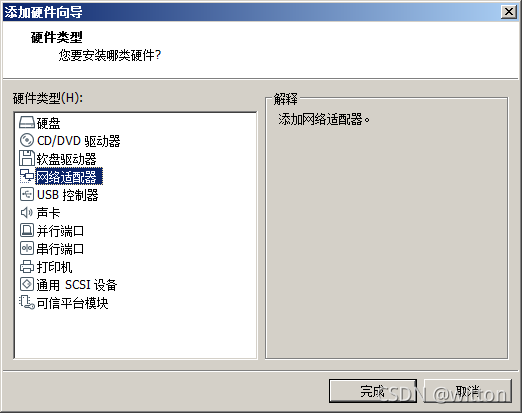 添加硬件向导
硬件类型
您要安装哪类硬件?
硬件类型(H):
硬盘
CD/DVD 驱动器
软盘驱动器
网络适配器
USB 控制器
声卡
并行端口
串行端口
打印机
通用 SCSI 设备
可信平台模块
解释
添加网络适配器。
完成
取消
CSDN @witton